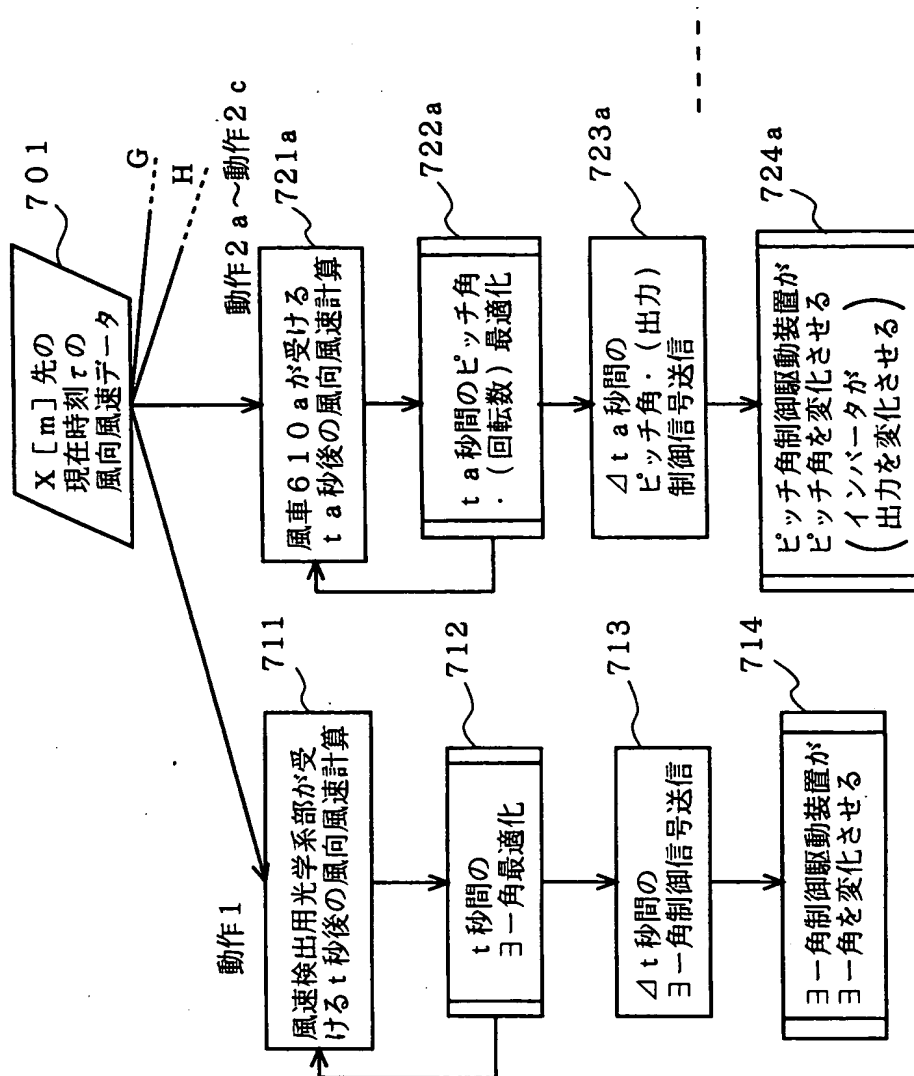 X[m]先の
現在時刻τの
風向風速データ
701
G
H
動作1
711
風速検出用光学系部が受
けるt秒後の風向風速計算
712
t秒間の
ヨー角最適化
713
Δt秒間の
ヨー角制御信号送信
714
ヨー角制御駆動装置が
ヨー角を変化させる
動作2a～動作2c
721a
風車610aが受ける
ta秒後の風向風速計算
722a
ta秒間のピッチ角
・(回転数)最適化
723a
Δta秒間の
ピッチ角・(出力)
制御信号送信
724a
ピッチ角制御駆動装置が
ピッチ角を変化させる
(インバータが
出力を変化させる)